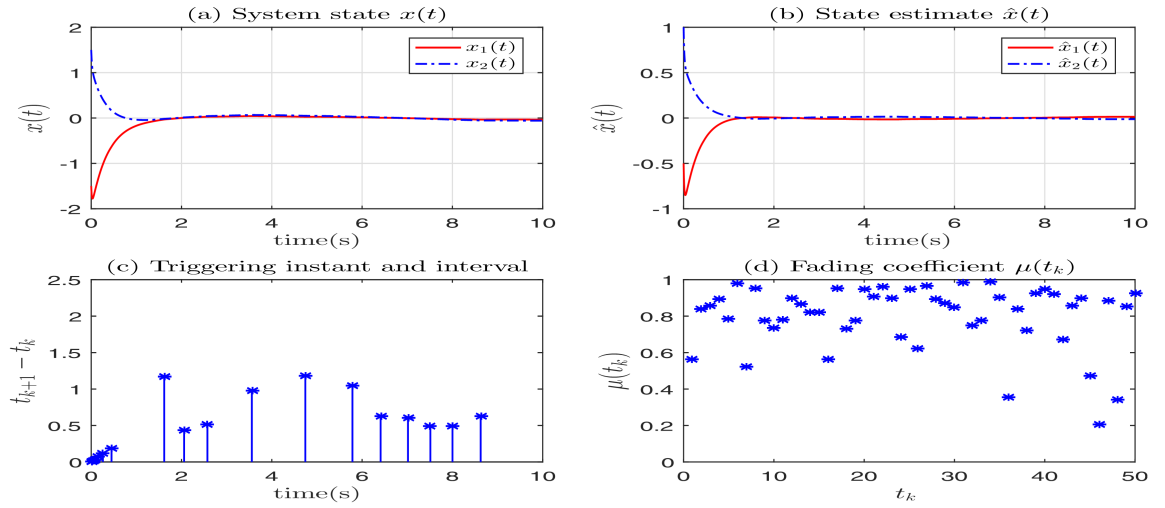 (a) System state x(t)
2
1
0
-1
-2
x(t)
x₁(t)
x₂(t)
0 2 4 6 8 10
time(s)
(b) State estimate x̂(t)
1
0.5
0
-0.5
-1
x̂(t)
x̂₁(t)
x̂₂(t)
0 2 4 6 8 10
time(s)
(c) Triggering instant and interval
2.5
2
1.5
1
0.5
0
tₖ₊₁ − tₖ
0 2 4 6 8 10
time(s)
(d) Fading coefficient μ(tₖ)
1
0.8
0.6
0.4
0.2
0
μ(tₖ)
0 10 20 30 40 50
tₖ